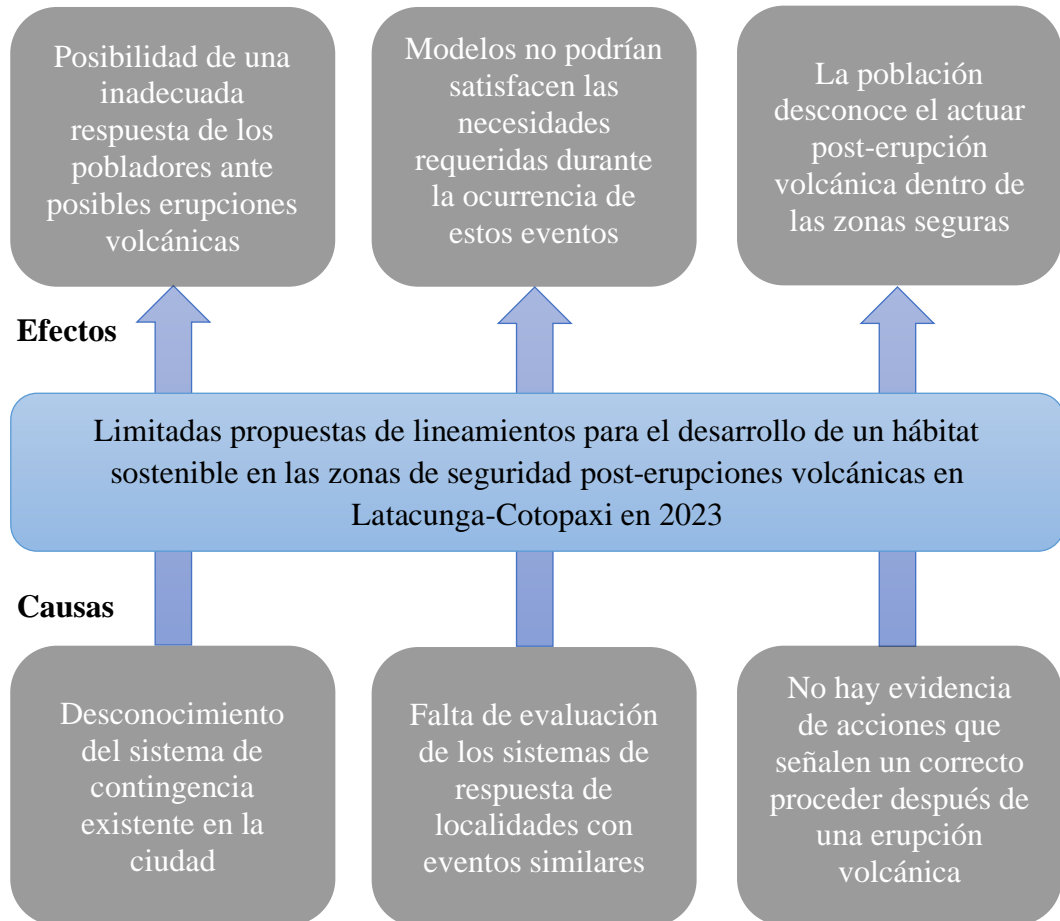 Posibilidad de una
inadecuada
respuesta de los
pobladores ante
posibles erupciones
volcánicas
Modelos no podrían
satisfacen las
necesidades
requeridas durante
la ocurrencia de
estos eventos
La población
desconoce el actuar
post-erupción
volcánica dentro de
las zonas seguras
Efectos
Limitadas propuestas de lineamientos para el desarrollo de un hábitat
sostenible en las zonas de seguridad post-erupciones volcánicas en
Latacunga-Cotopaxi en 2023
Causas
Desconocimiento
del sistema de
contingencia
existente en la
ciudad
Falta de evaluación
de los sistemas de
respuesta de
localidades con
eventos similares
No hay evidencia
de acciones que
señalen un correcto
proceder después de
una erupción
volcánica